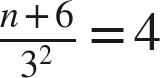 n + 6
3² = 4